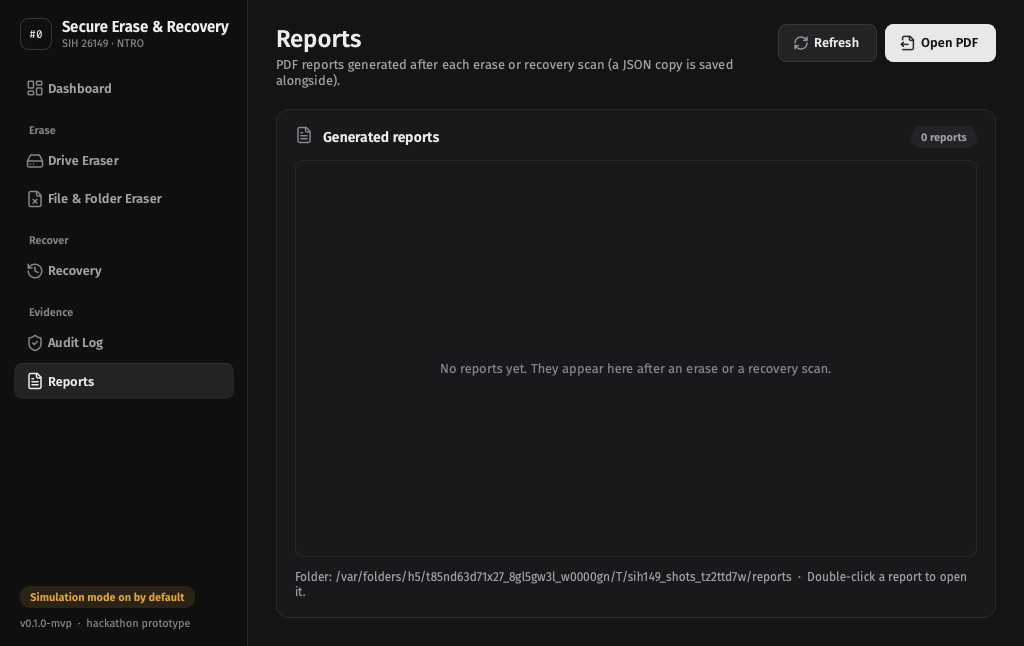 #0
Secure Erase & Recovery
SIH 26149 · NTRO
Dashboard
Erase
Drive Eraser
File & Folder Eraser
Recover
Recovery
Evidence
Audit Log
Reports
Simulation mode on by default
v0.1.0-mvp · hackathon prototype
Reports
PDF reports generated after each erase or recovery scan (a JSON copy is saved
alongside).
Refresh
Open PDF
Generated reports
0 reports
No reports yet. They appear here after an erase or a recovery scan.
Folder: /var/folders/h5/t85nd63d71x27_8gl5gw3l_w0000gn/T/sih149_shots_tz2ttd7w/reports · Double-click a report to open
it.